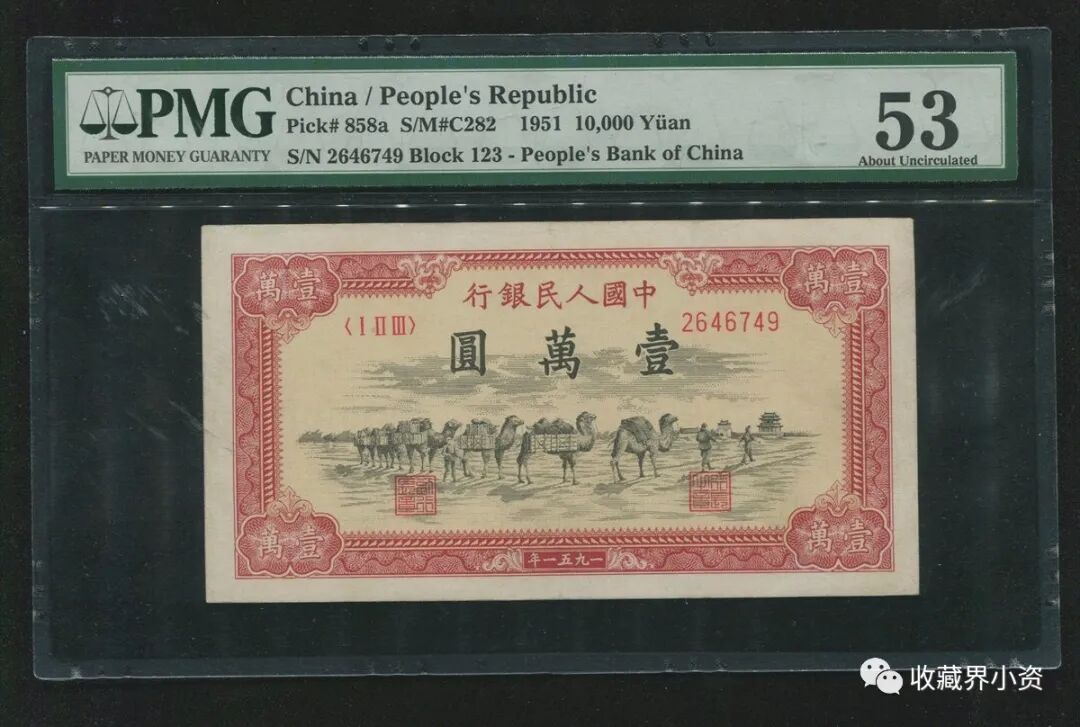 PMG
PAPER MONEY GUARANTY
China / People's Republic
Pick# 858a S/M#C282 1951 10,000 Yüan
S/N 2646749 Block 123 - People's Bank of China
53
About Uncirculated
萬壹
萬壹
行銀民人國中
〈I II III〉
2646749
圓萬壹
萬壹
萬壹
年一五九一
收藏界小资